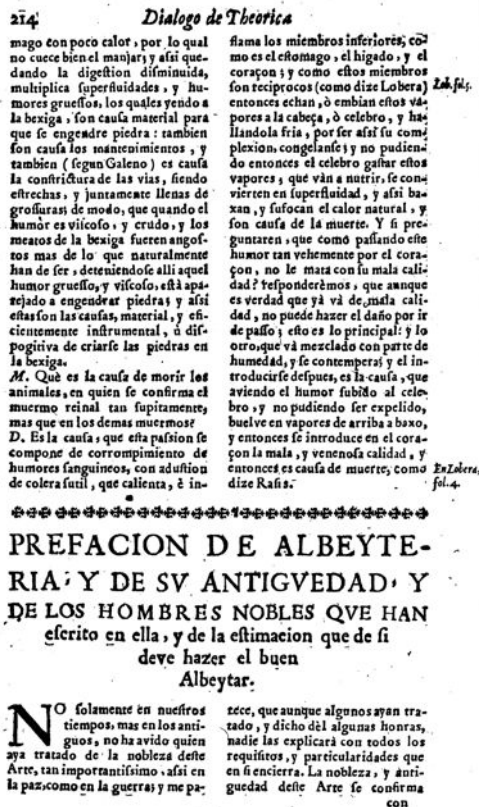 214 Dialogo de Theorica
mago con poco calor, por lo qual
no cuece bien el manjar; y assi que-
dando la digestion disminuida,
multiplica superfluidades, y hu-
mores gruessos, los quales yendo a
la bexiga, son causa material para
que se engendre piedra: tambien
son causa los mantenimientos, y
tambien (segun Galeno) es causa
la constrictura de las vias, siendo
estrechas, y juntamente llenas de
grossuras; de modo, que quando el
humor es viscoso, y crudo, y los
meatos de la bexiga fueren angos-
tos mas de lo que naturalmente
han de ser, deteniendose alli aquel
humor gruesso, y viscoso, està apa-
rejado a engendrar piedra; y assi
estas son las causas, material, y efi-
cientemente instrumental, ò dis-
pogitiva de criarse las piedras en
la bexiga.
M. Què es la causa de morir los
animales, en quien se confirma el
muermo reinal tan supitamente,
mas que en los demas muermos?
D. Es la causa, que esta passion se
compone de corrompimiento de
humores sanguineos, con adustion
de colera sutil, que calienta, è in-
flama los miembros inferiores, co-
mo es el estomago, el higado, y el
coraçon; y como estos miembros
son reciprocos (como dize Lobera)
entonces echan, ò embian estos va-
pores a la cabeça, ò celebro, y ha-
llandola fria, por ser assi su com-
plexion, congelanse; y no pudien-
do entonces el celebro gastar estos
vapores, que vàn a nutrir, se con-
vierten en superfluidad, y assi ba-
xan, y sufocan el calor natural, y
son causa de la muerte. Y si pre-
guntaren, que como passando este
humor tan vehemente por el cora-
çon, no le mata con su mala cali-
dad? responderèmos, que aunque
es verdad que yà và de mala cali-
dad, no puede hazer el daño por ir
de passo; esto es lo principal: y lo
otro, que và mezclado con parte de
humedad, y se contempera; y el in-
troducirse despues, es la causa, que
aviendo el humor subido al cele-
bro, y no pudiendo ser expelido,
buelve en vapores de arriba a baxo,
y entonces se introduce en el cora-
çon la mala, y venenosa calidad, y
entonces es causa de muerte, como
dize Rasis.
Lob. fol. 5.
En Lobera,
fol. 4.
PREFACION DE ALBEYTE-
RIA, Y DE SV ANTIGVEDAD, Y
DE LOS HOMBRES NOBLES QVE HAN
escrito en ella, y de la estimacion que de si
deve hazer el buen
Albeytar.
NO solamente en nuestros
tiempos, mas en los anti-
guos, no ha avido quien
aya tratado de la nobleza deste
Arte, tan importantissimo, assi en
la paz, como en la guerra; y me pa-
rece, que aunque algunos ayan tra-
tado, y dicho dèl algunas honras,
nadie las explicarà con todos los
requisitos, y particularidades que
en si encierra. La nobleza, y anti-
guedad deste Arte se confirma
con